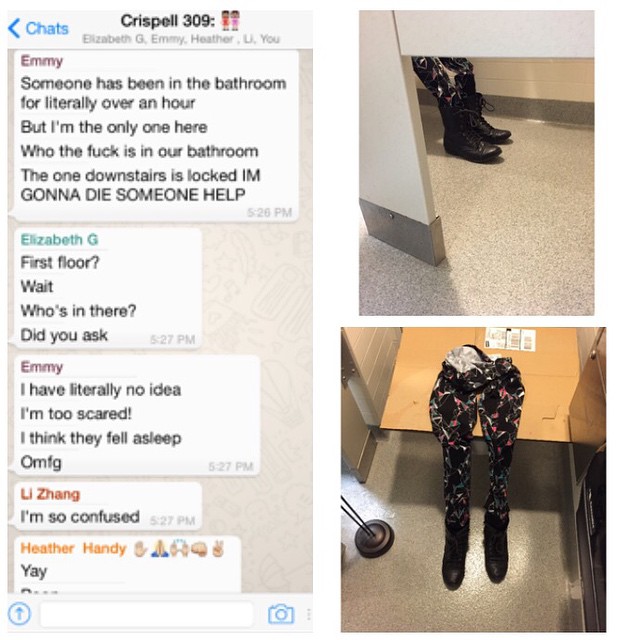 Chats
Crispell 309: 👭
Elizabeth G, Emmy, Heather , Li, You
Emmy
Someone has been in the bathroom
for literally over an hour
But I'm the only one here
Who the fuck is in our bathroom
The one downstairs is locked IM
GONNA DIE SOMEONE HELP
5:26 PM
Elizabeth G
First floor?
Wait
Who's in there?
Did you ask
5:27 PM
Emmy
I have literally no idea
I'm too scared!
I think they fell asleep
Omfg
5:27 PM
Li Zhang
I'm so confused
5:27 PM
Heather Handy ✋🙏🙌👊✌
Yay